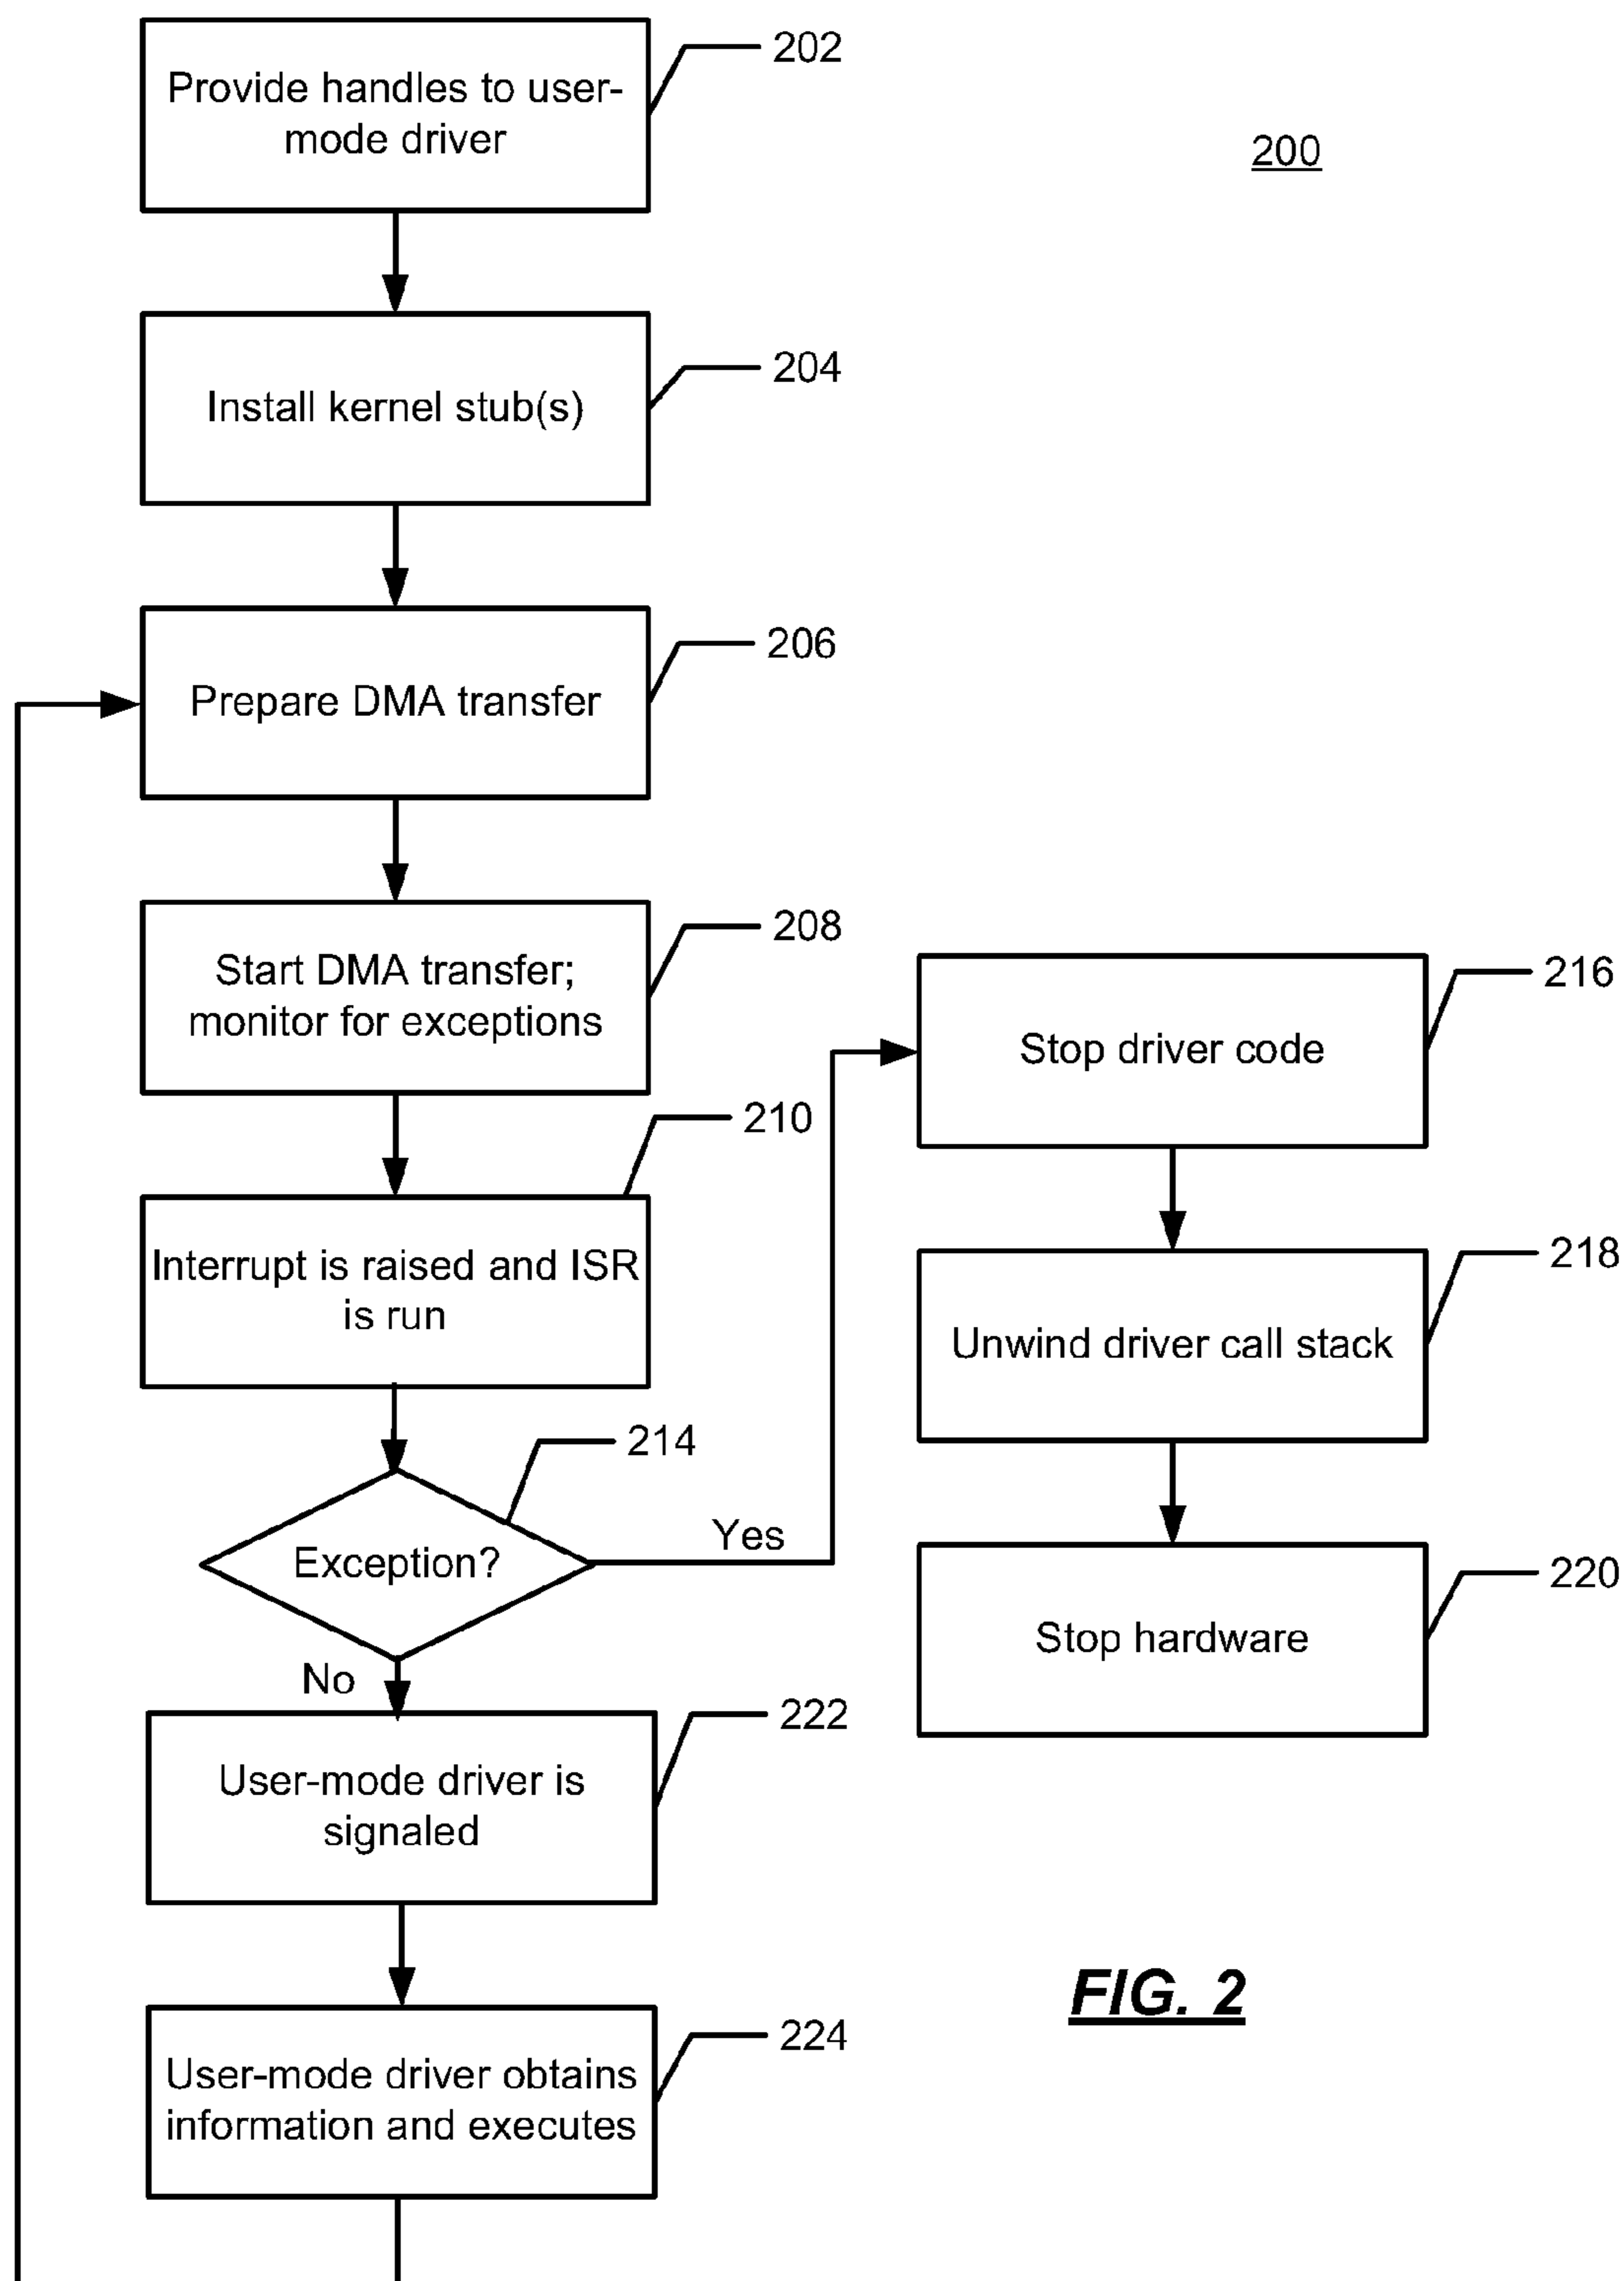 202
Provide handles to user-
mode driver
200
204
Install kernel stub(s)
206
Prepare DMA transfer
208
Start DMA transfer;
monitor for exceptions
210
Interrupt is raised and ISR
is run
214
Exception?
Yes
No
216
Stop driver code
218
Unwind driver call stack
220
Stop hardware
222
User-mode driver is
signaled
224
User-mode driver obtains
information and executes
FIG. 2